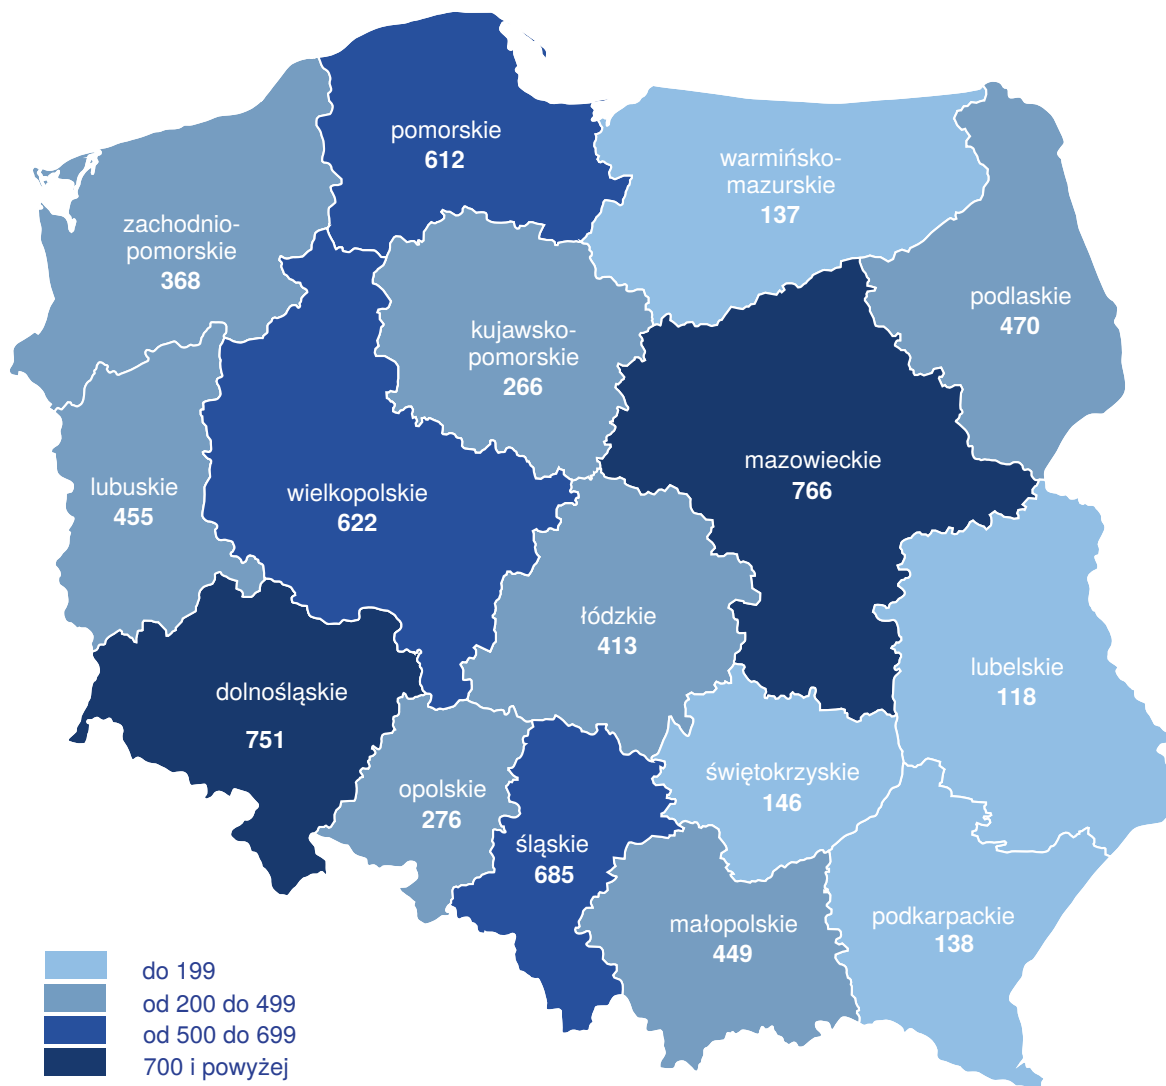 pomorskie
612
warmińsko-
mazurskie
137
zachodnio-
pomorskie
368
podlaskie
470
kujawsko-
pomorskie
266
mazowieckie
766
lubuskie
455
wielkopolskie
622
łódzkie
413
lubelskie
118
dolnośląskie
751
świętokrzyskie
146
opolskie
276
śląskie
685
małopolskie
449
podkarpackie
138
do 199
od 200 do 499
od 500 do 699
700 i powyżej